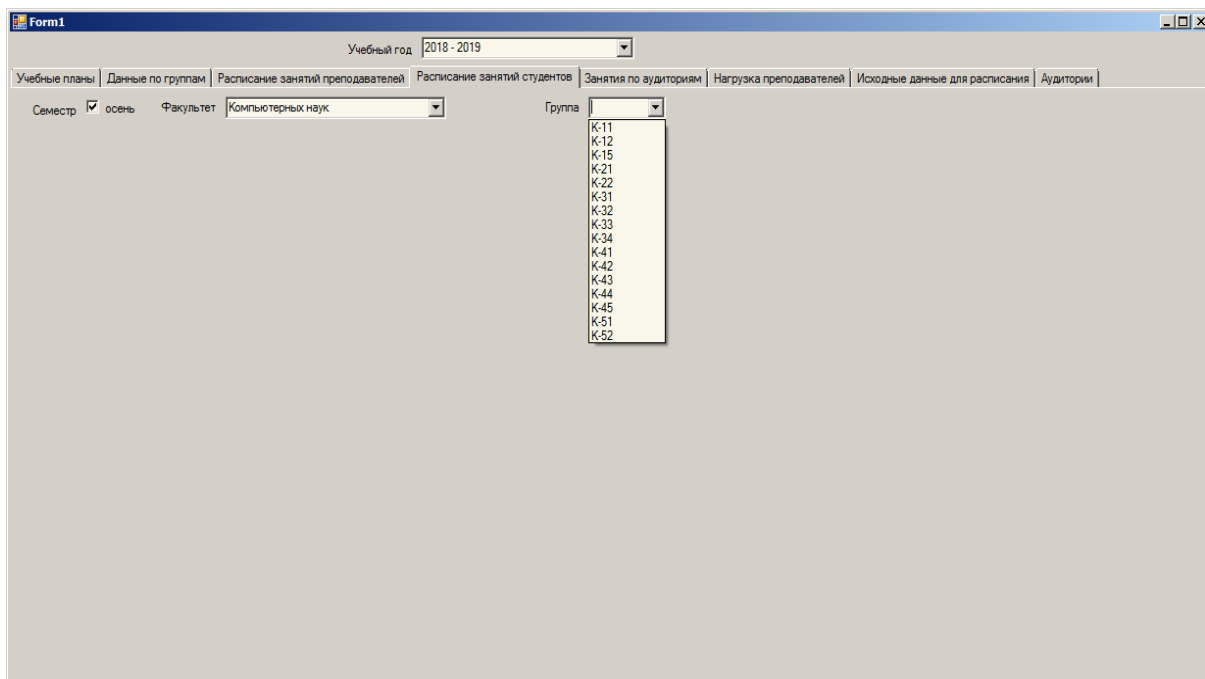 Form1
Учебный год 2018 - 2019
Учебные планы Данные по группам Расписание занятий преподавателей Расписание занятий студентов Занятия по аудиториям Нагрузка преподавателей Исходные данные для расписания Аудитории
Семестр осень Факультет Компьютерных наук Группа
К-11
К-12
К-15
К-21
К-22
К-31
К-32
К-33
К-34
К-41
К-42
К-43
К-44
К-45
К-51
К-52